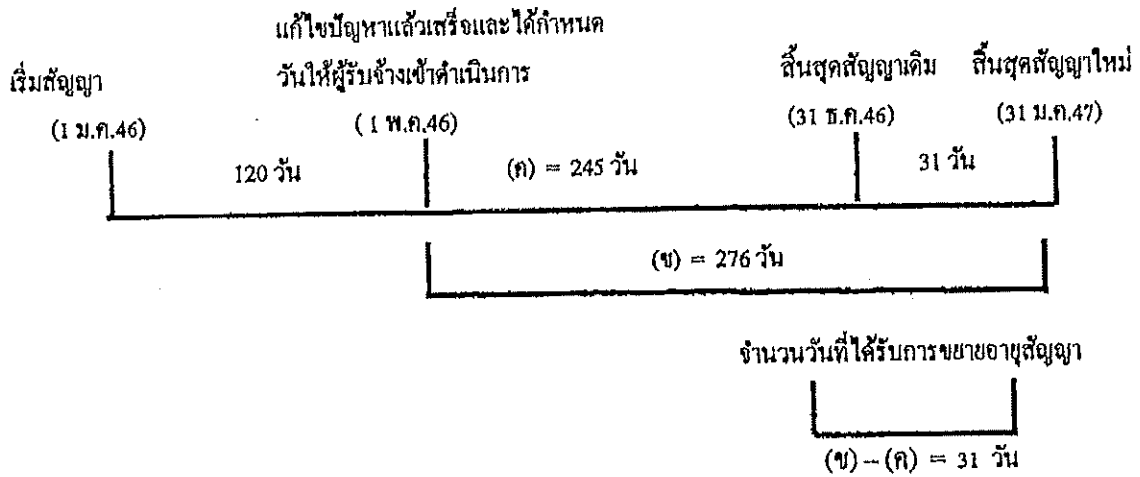 แก้ไขปัญหาแล้วเสร็จและได้กำหนด
วันให้ผู้รับจ้างเข้าดำเนินการ
เริ่มสัญญา
สิ้นสุดสัญญาเดิม
สิ้นสุดสัญญาใหม่
(1 ม.ค.46)
(1 พ.ค.46)
(31 ธ.ค.46)
(31 ม.ค.47)
120 วัน
(ค) = 245 วัน
31 วัน
(ข) = 276 วัน
จำนวนวันที่ได้รับการขยายอายุสัญญา
(ข) – (ค) = 31 วัน